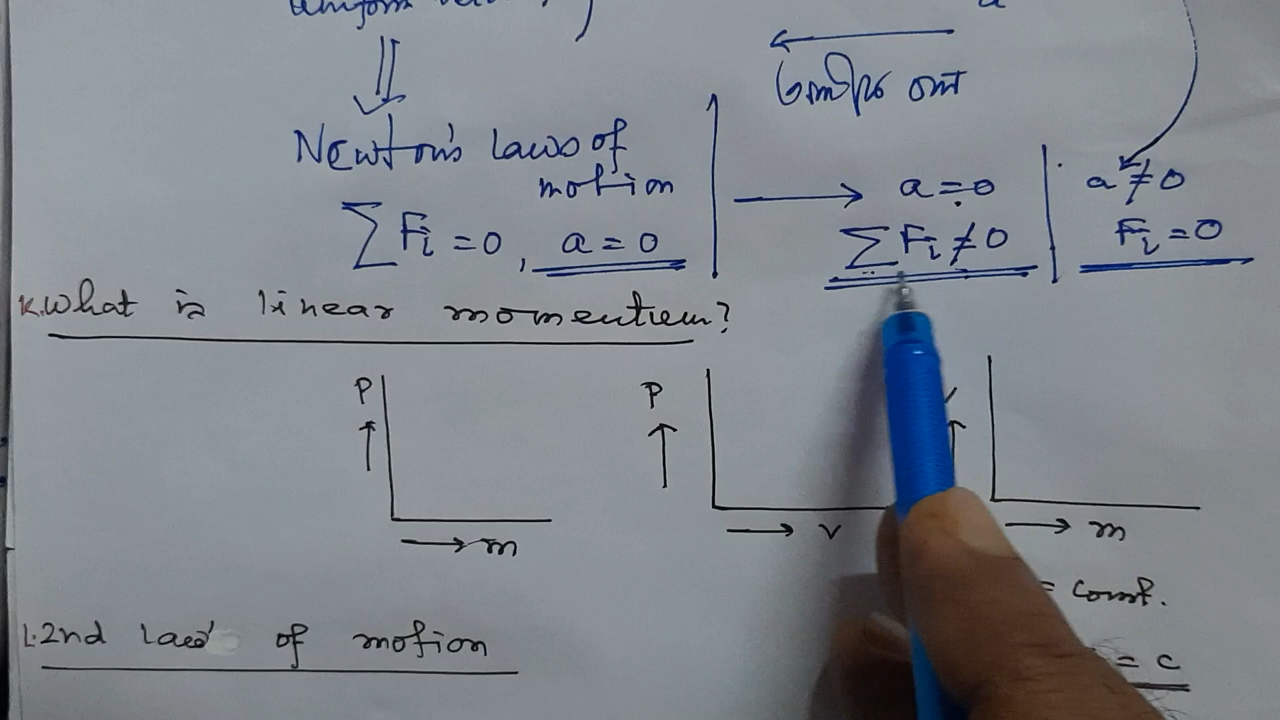 Newton's laws of
motion
∑Fi = 0, a = 0
a = 0
∑Fi ≠ 0
a ≠ 0
Fi = 0
K. What is linear momentum?
P
m
P
v
m
= const.
= c
1. 2nd law of motion